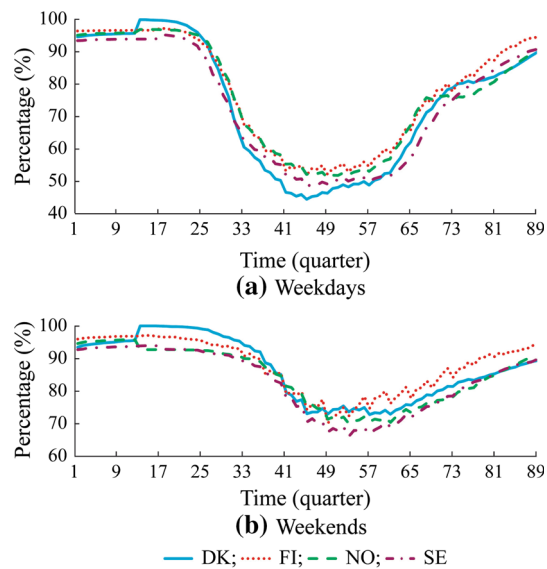 100
90
80
70
60
50
40
Percentage (%)
1 9 17 25 33 41 49 57 65 73 81 89
Time (quarter)
(a) Weekdays
100
90
80
70
60
Percentage (%)
1 9 17 25 33 41 49 57 65 73 81 89
Time (quarter)
(b) Weekends
DK; FI; NO; SE